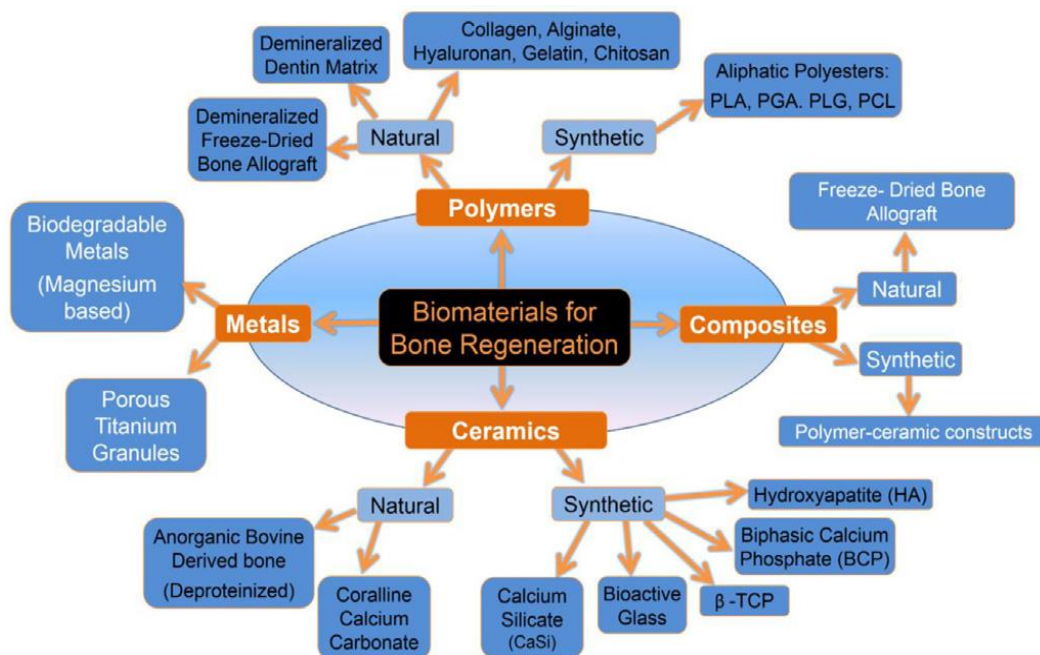 Collagen, Alginate,
Hyaluronan, Gelatin, Chitosan
Demineralized
Dentin Matrix
Aliphatic Polyesters:
PLA, PGA. PLG, PCL
Demineralized
Freeze-Dried
Bone Allograft
Natural
Synthetic
Polymers
Freeze- Dried Bone
Allograft
Biodegradable
Metals
(Magnesium
based)
Natural
Metals
Biomaterials for
Bone Regeneration
Composites
Synthetic
Porous
Titanium
Granules
Polymer-ceramic constructs
Ceramics
Natural
Synthetic
Hydroxyapatite (HA)
Anorganic Bovine
Derived bone
(Deproteinized)
Biphasic Calcium
Phosphate (BCP)
Coralline
Calcium
Carbonate
Calcium
Silicate
(CaSi)
Bioactive
Glass
β -TCP